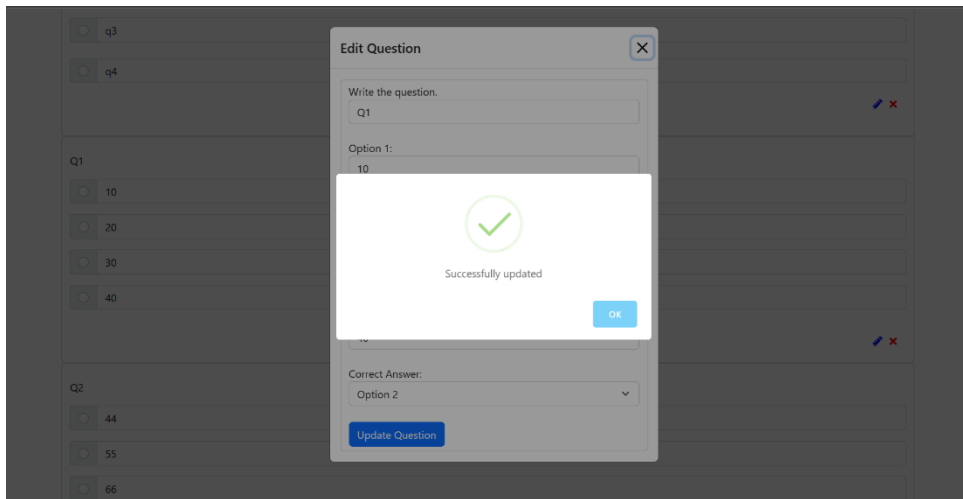 q3
q4
Edit Question
Write the question.
Q1
Option 1:
10
Q1
10
20
30
40
Successfully updated
OK
Correct Answer:
Option 2
Update Question
Q2
44
55
66